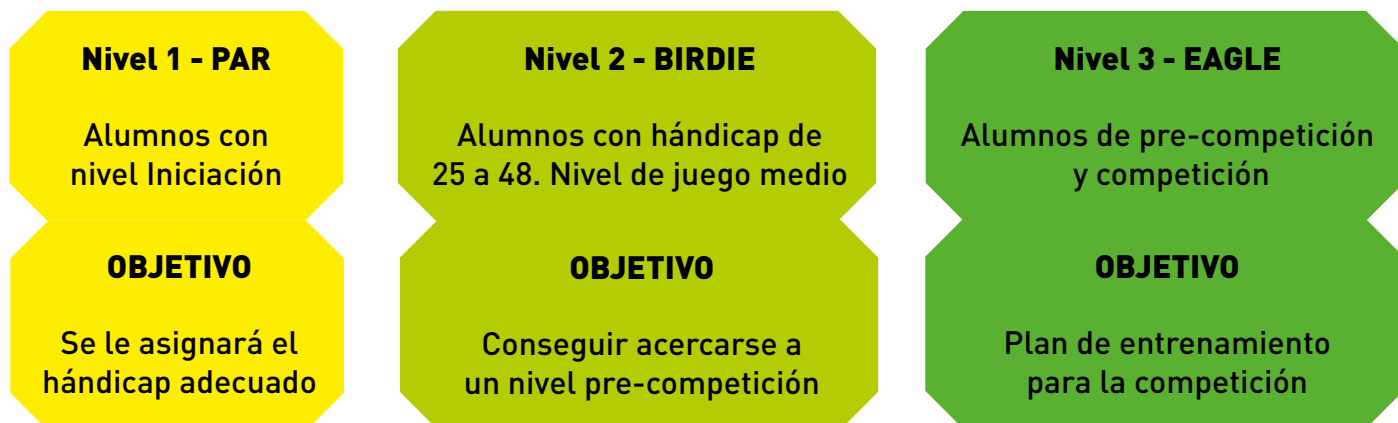 Nivel 1 - PAR
Alumnos con
nivel Iniciación
OBJETIVO
Se le asignará el
hándicap adecuado
Nivel 2 - BIRDIE
Alumnos con hándicap de
25 a 48. Nivel de juego medio
OBJETIVO
Conseguir acercarse a
un nivel pre-competición
Nivel 3 - EAGLE
Alumnos de pre-competición
y competición
OBJETIVO
Plan de entrenamiento
para la competición